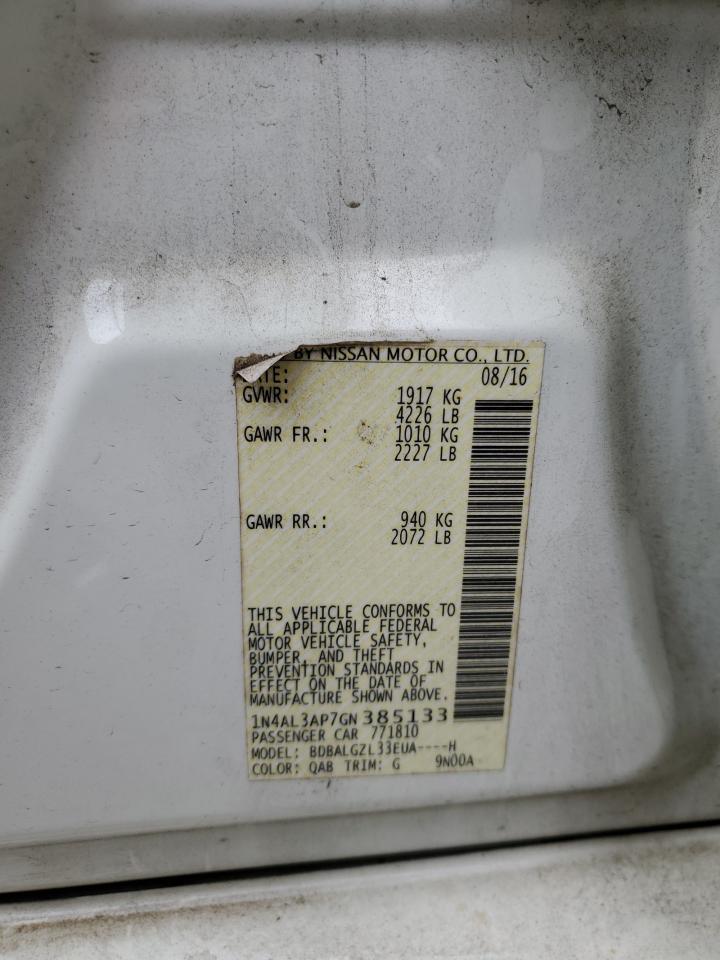 BY NISSAN MOTOR CO., LTD.
08/16
GVWR: 1917 KG
4226 LB
GAWR FR.: 1010 KG
2227 LB
GAWR RR.: 940 KG
2072 LB
THIS VEHICLE CONFORMS TO
ALL APPLICABLE FEDERAL
MOTOR VEHICLE SAFETY,
BUMPER, AND THEFT
PREVENTION STANDARDS IN
EFFECT ON THE DATE OF
MANUFACTURE SHOWN ABOVE.
1N4AL3AP7GN385133
PASSENGER CAR 771810
MODEL: BDBALGZL33EUA----H
COLOR: QAB TRIM: G 9N00A